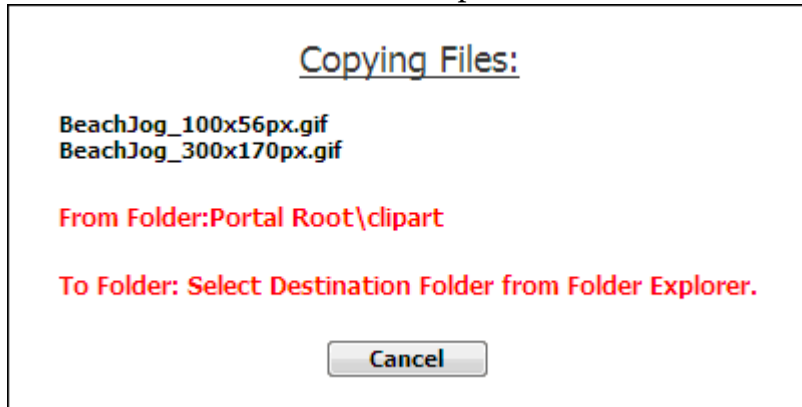 Copying Files:
BeachJog_100x56px.gif
BeachJog_300x170px.gif
From Folder:Portal Root\clipart
To Folder: Select Destination Folder from Folder Explorer.
Cancel